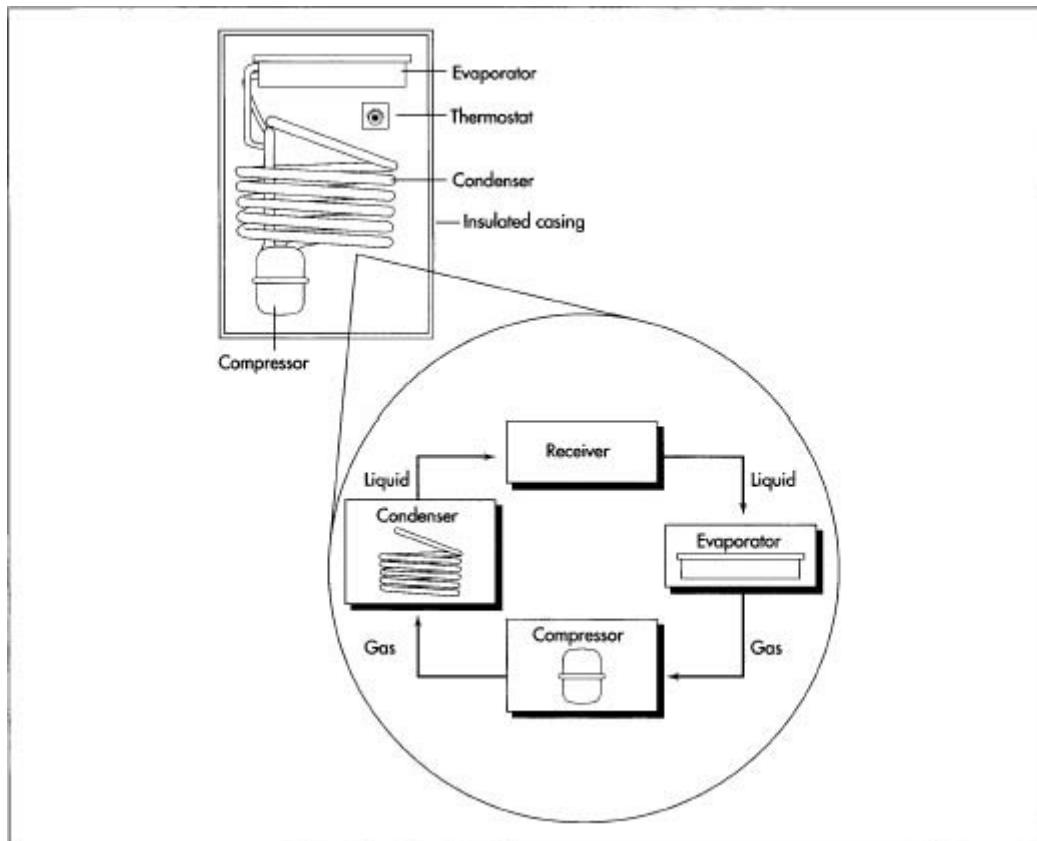 Evaporator
Thermostat
Condenser
Insulated casing
Compressor
Receiver
Liquid
Liquid
Condenser
Evaporator
Compressor
Gas
Gas